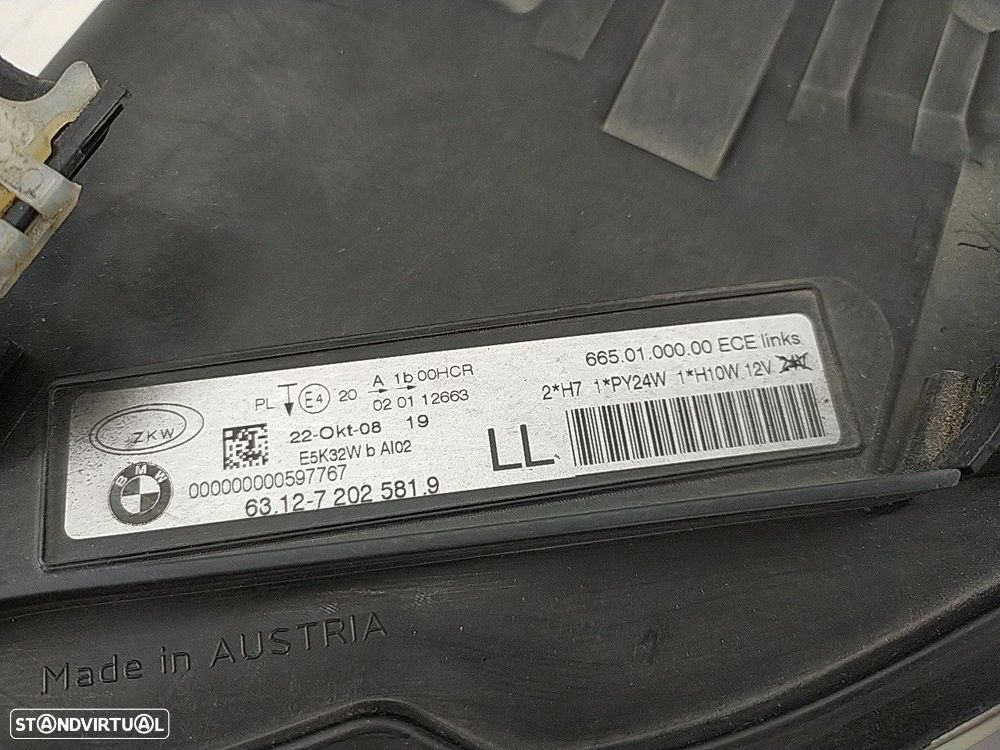 665.01.000.00 ECE links
2*H7 1*PY24W 1*H10W 12V 24V
PL E4 20 A 1b 00HCR
02 01 12663
ZKW
22-Okt-08 19
E5K32W b AI02
LL
BMW
000000000597767
63.12-7 202 581.9
Made in AUSTRIA
STANDVIRTUAL